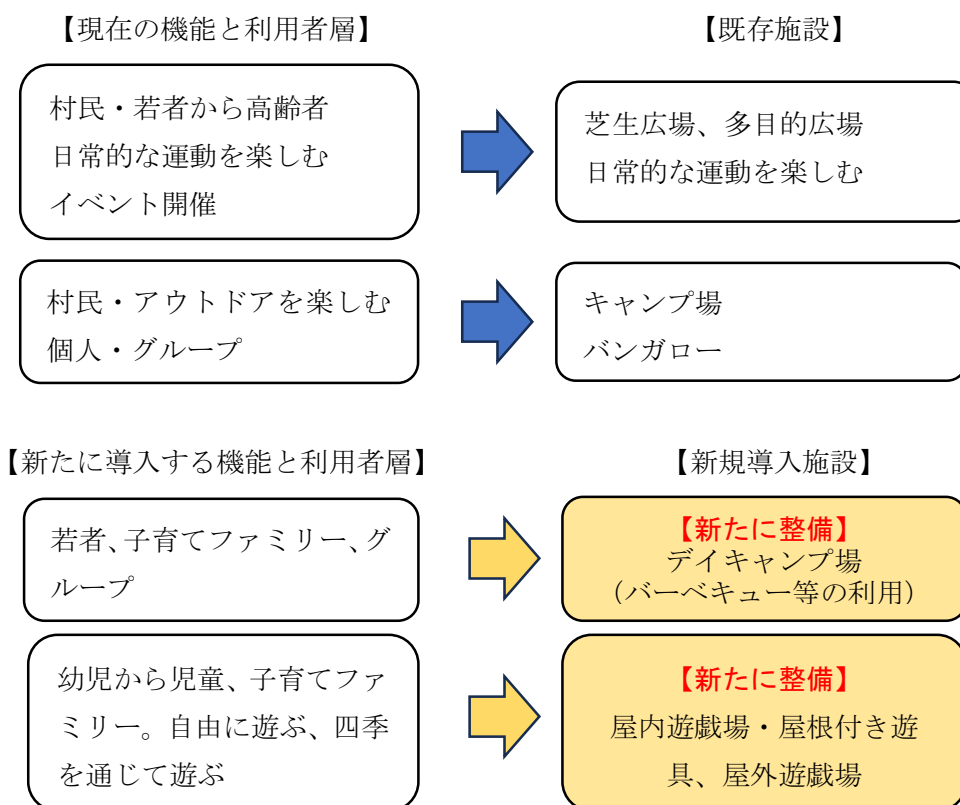 【現在の機能と利用者層】
【既存施設】
村民・若者から高齢者
日常的な運動を楽しむ
イベント開催
芝生広場、多目的広場
日常的な運動を楽しむ
村民・アウトドアを楽しむ
個人・グループ
キャンプ場
バンガロー
【新たに導入する機能と利用者層】
【新規導入施設】
若者、子育てファミリー、グ
ループ
【新たに整備】
デイキャンプ場
（バーベキュー等の利用）
幼児から児童、子育てファ
ミリー。自由に遊ぶ、四季
を通じて遊ぶ
【新たに整備】
屋内遊戯場・屋根付き遊
具、屋外遊戯場